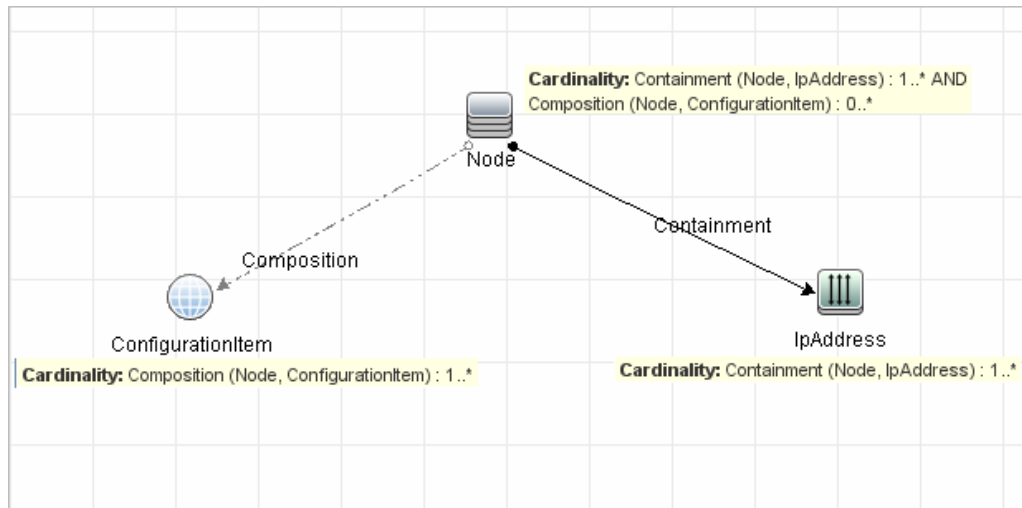 Cardinality: Containment (Node, IpAddress) : 1..* AND
Composition (Node, ConfigurationItem) : 0..*
Node
Containment
Composition
ConfigurationItem
IpAddress
Cardinality: Composition (Node, ConfigurationItem) : 1..*
Cardinality: Containment (Node, IpAddress) : 1..*